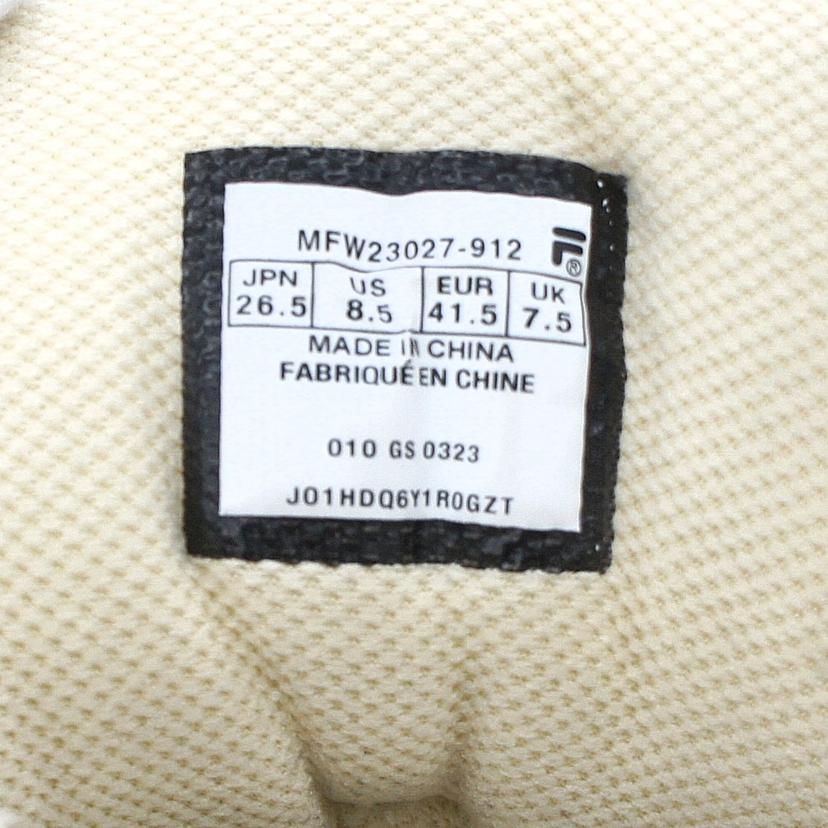 MFW23027-912
JPN US EUR UK
26.5 8.5 41.5 7.5
MADE IN CHINA
FABRIQUÉ EN CHINE
010 GS 0323
J01HDQ6Y1R0GZT